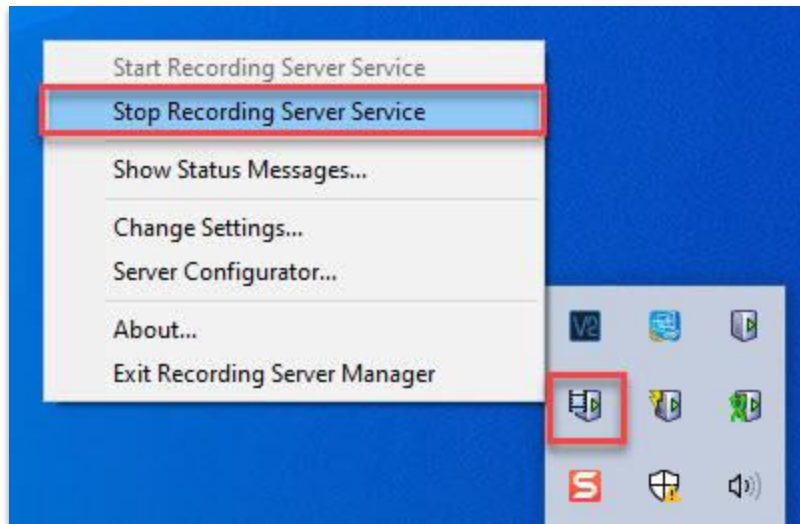 Start Recording Server Service
Stop Recording Server Service
Show Status Messages...
Change Settings...
Server Configurator...
About...
Exit Recording Server Manager
V2
S